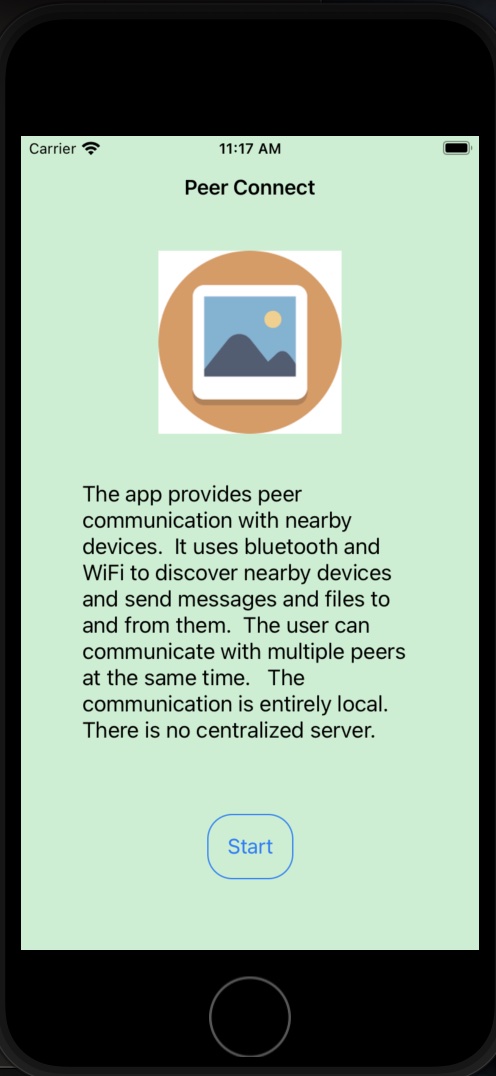 Carrier 11:17 AM
Peer Connect
The app provides peer
communication with nearby
devices.  It uses bluetooth and
WiFi to discover nearby devices
and send messages and files to
and from them.  The user can
communicate with multiple peers
at the same time.   The
communication is entirely local.
There is no centralized server.
Start